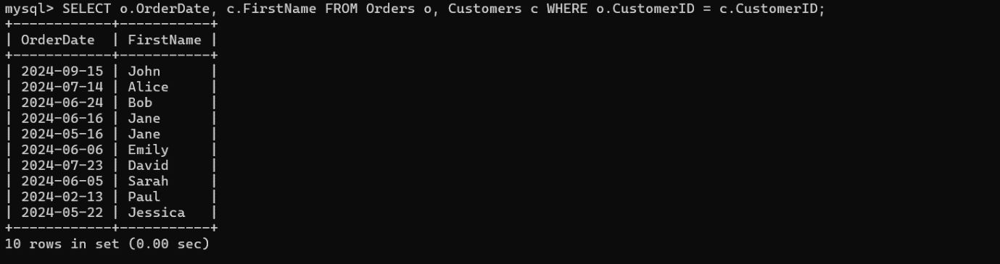 mysql> SELECT o.OrderDate, c.FirstName FROM Orders o, Customers c WHERE o.CustomerID = c.CustomerID;
+------------+-----------+
| OrderDate  | FirstName |
+------------+-----------+
| 2024-09-15 | John      |
| 2024-07-14 | Alice     |
| 2024-06-24 | Bob       |
| 2024-06-16 | Jane      |
| 2024-05-16 | Jane      |
| 2024-06-06 | Emily     |
| 2024-07-23 | David     |
| 2024-06-05 | Sarah     |
| 2024-02-13 | Paul      |
| 2024-05-22 | Jessica   |
+------------+-----------+
10 rows in set (0.00 sec)